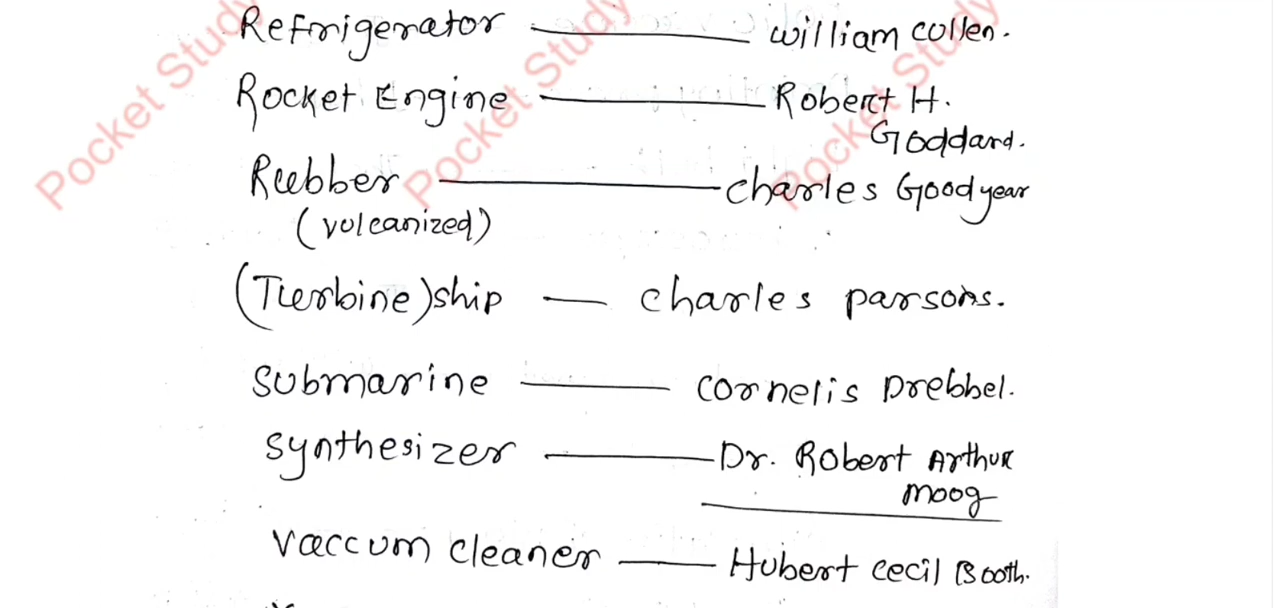 Refrigerator — william collen.
Rocket Engine — Robert H.
Goddard.
Rubber — charles Goodyear
(vulcanized)
(Turbine) ship — charles parsons.
submarine — cornelis Drebbel.
synthesizer — Dr. Robert Arthur
moog
vaccum cleaner — Hubert cecil Booth.
Pocket Study
Pocket Study
Pocket Study